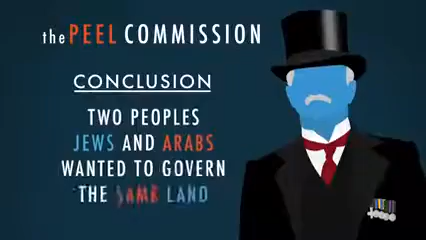 the PEEL COMMISSION
CONCLUSION
TWO PEOPLES
JEWS AND ARABS
WANTED TO GOVERN
THE SAME LAND